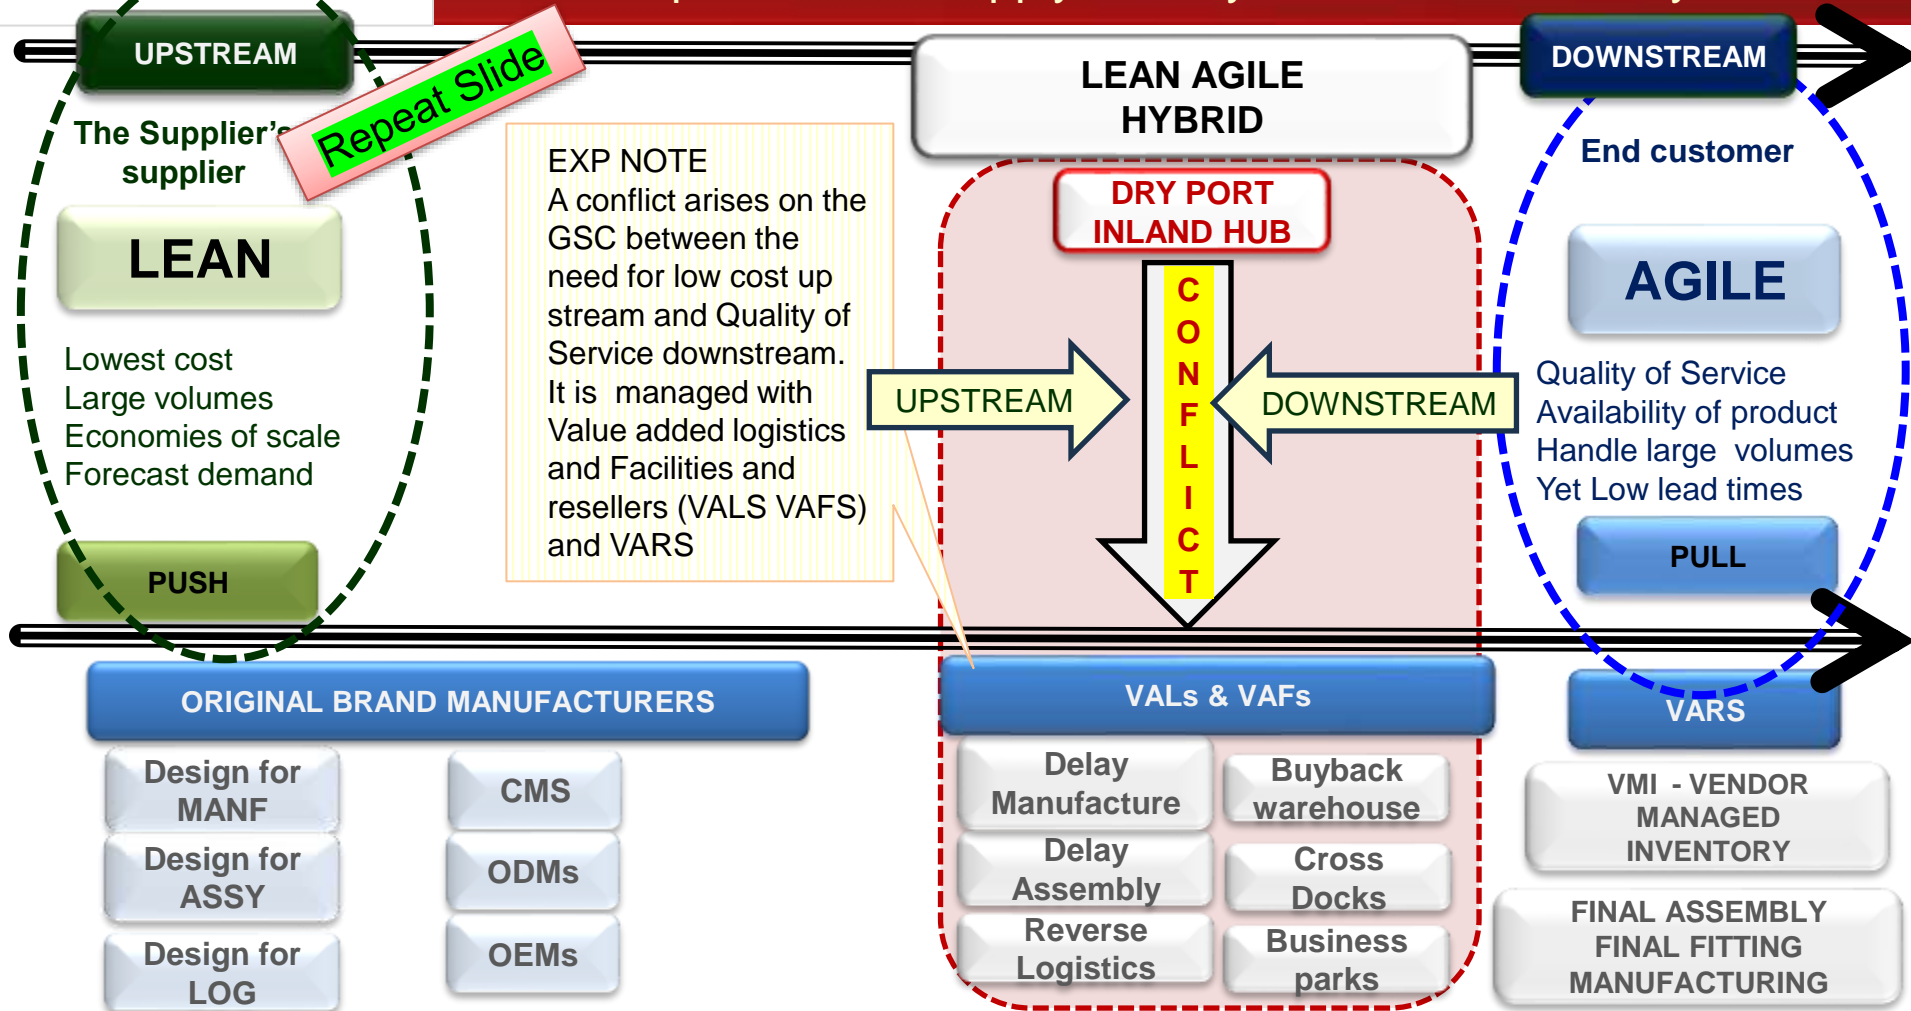 UPSTREAM
Repeat Slide
LEAN AGILE
HYBRID
DOWNSTREAM
The Supplier's
supplier
LEAN
Lowest cost
Large volumes
Economies of scale
Forecast demand
PUSH
EXP NOTE
A conflict arises on the
GSC between the
need for low cost up
stream and Quality of
Service downstream.
It is managed with
Value added logistics
and Facilities and
resellers (VALS VAFS)
and VARS
DRY PORT
INLAND HUB
UPSTREAM
CONFLICT
DOWNSTREAM
End customer
AGILE
Quality of Service
Availability of product
Handle large volumes
Yet Low lead times
PULL
ORIGINAL BRAND MANUFACTURERS
Design for
MANF
Design for
ASSY
Design for
LOG
CMS
ODMs
OEMs
VALs & VAFs
Delay
Manufacture
Delay
Assembly
Reverse
Logistics
Buyback
warehouse
Cross
Docks
Business
parks
VARS
VMI - VENDOR
MANAGED
INVENTORY
FINAL ASSEMBLY
FINAL FITTING
MANUFACTURING